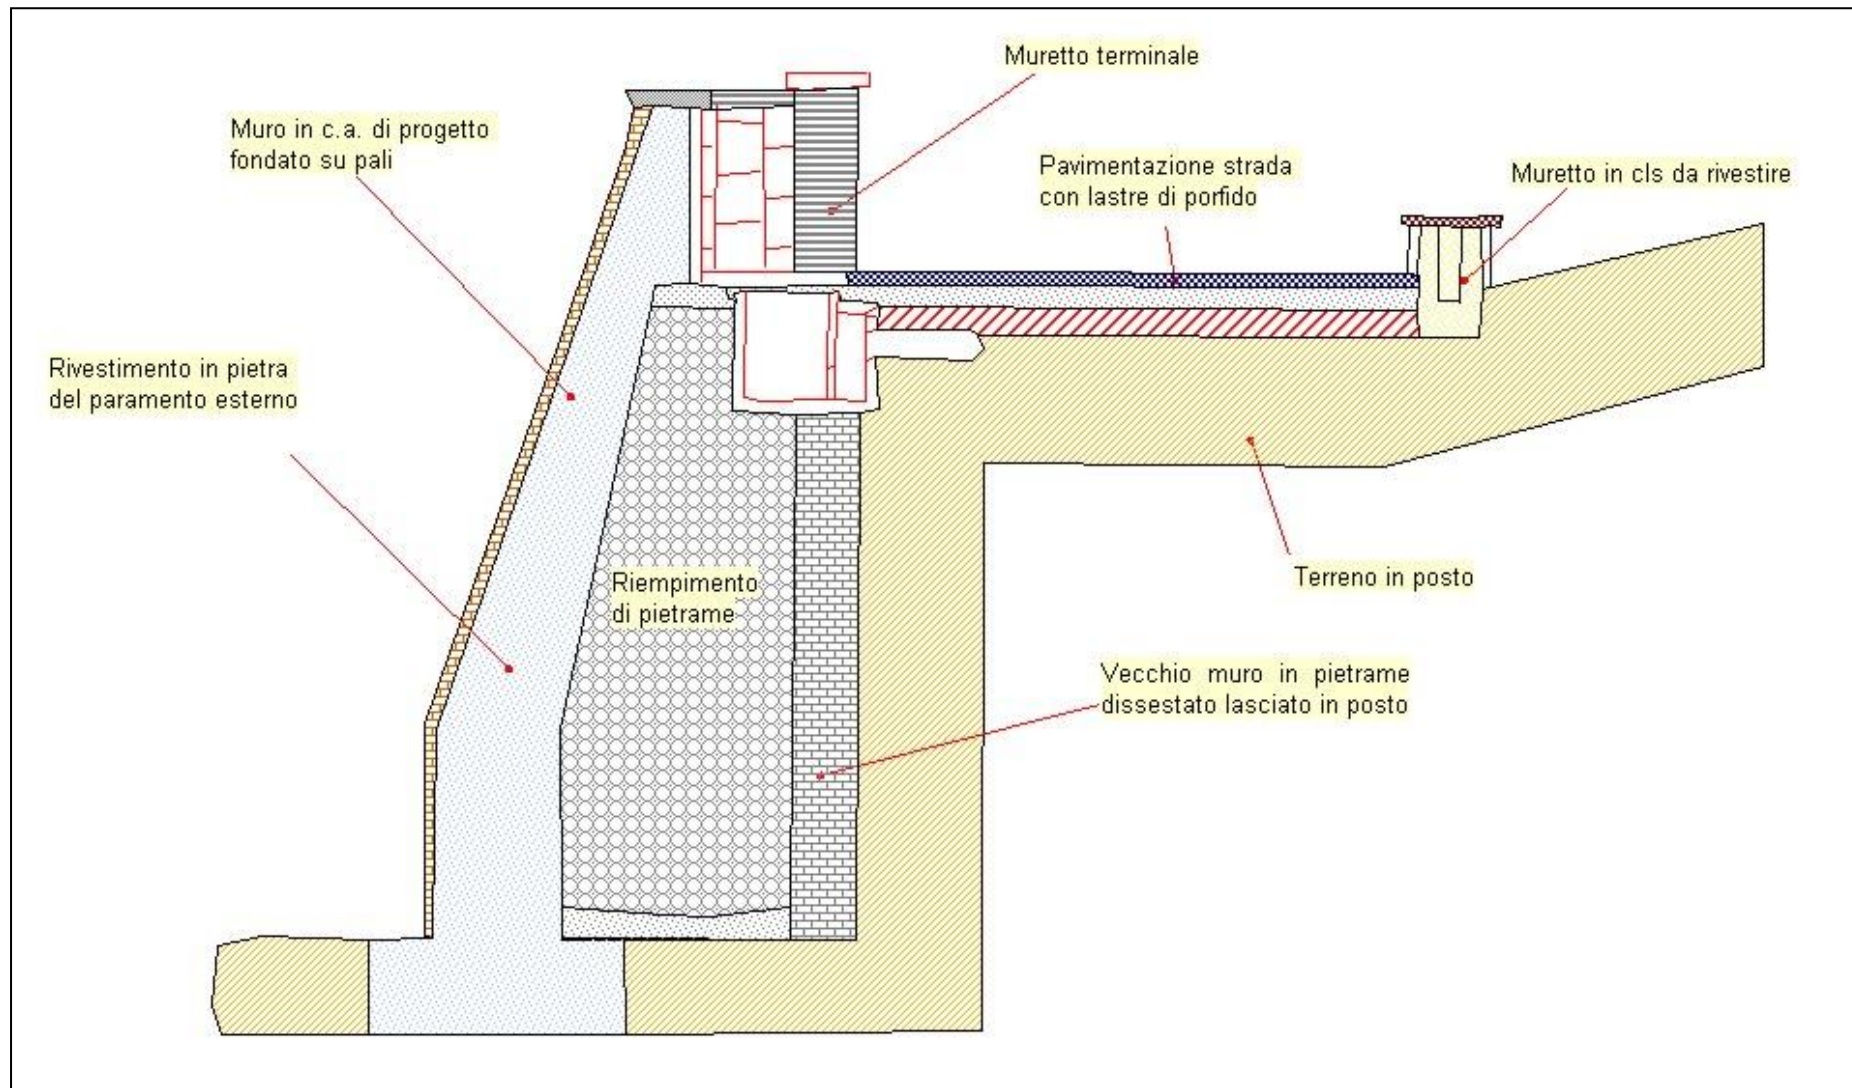 Muretto terminale
Muro in c.a. di progetto
fondato su pali
Pavimentazione strada
con lastre di porfido
Muretto in cls da rivestire
Rivestimento in pietra
del paramento esterno
Riempimento
di pietrame
Terreno in posto
Vecchio muro in pietrame
dissestato lasciato in posto